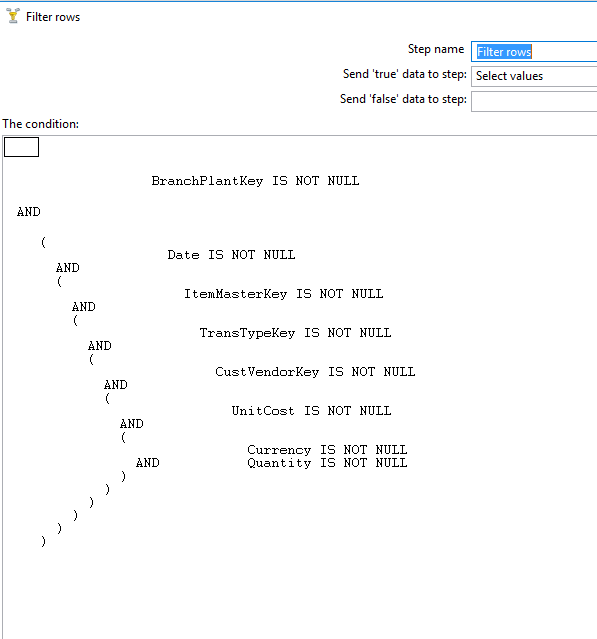 Filter rows
Step name Filter rows
Send 'true' data to step: Select values
Send 'false' data to step:
The condition:
BranchPlantKey IS NOT NULL
AND
(
Date IS NOT NULL
AND
(
ItemMasterKey IS NOT NULL
AND
(
TransTypeKey IS NOT NULL
AND
(
CustVendorKey IS NOT NULL
AND
(
UnitCost IS NOT NULL
AND
(
Currency IS NOT NULL
AND Quantity IS NOT NULL
)
)
)
)
)
)